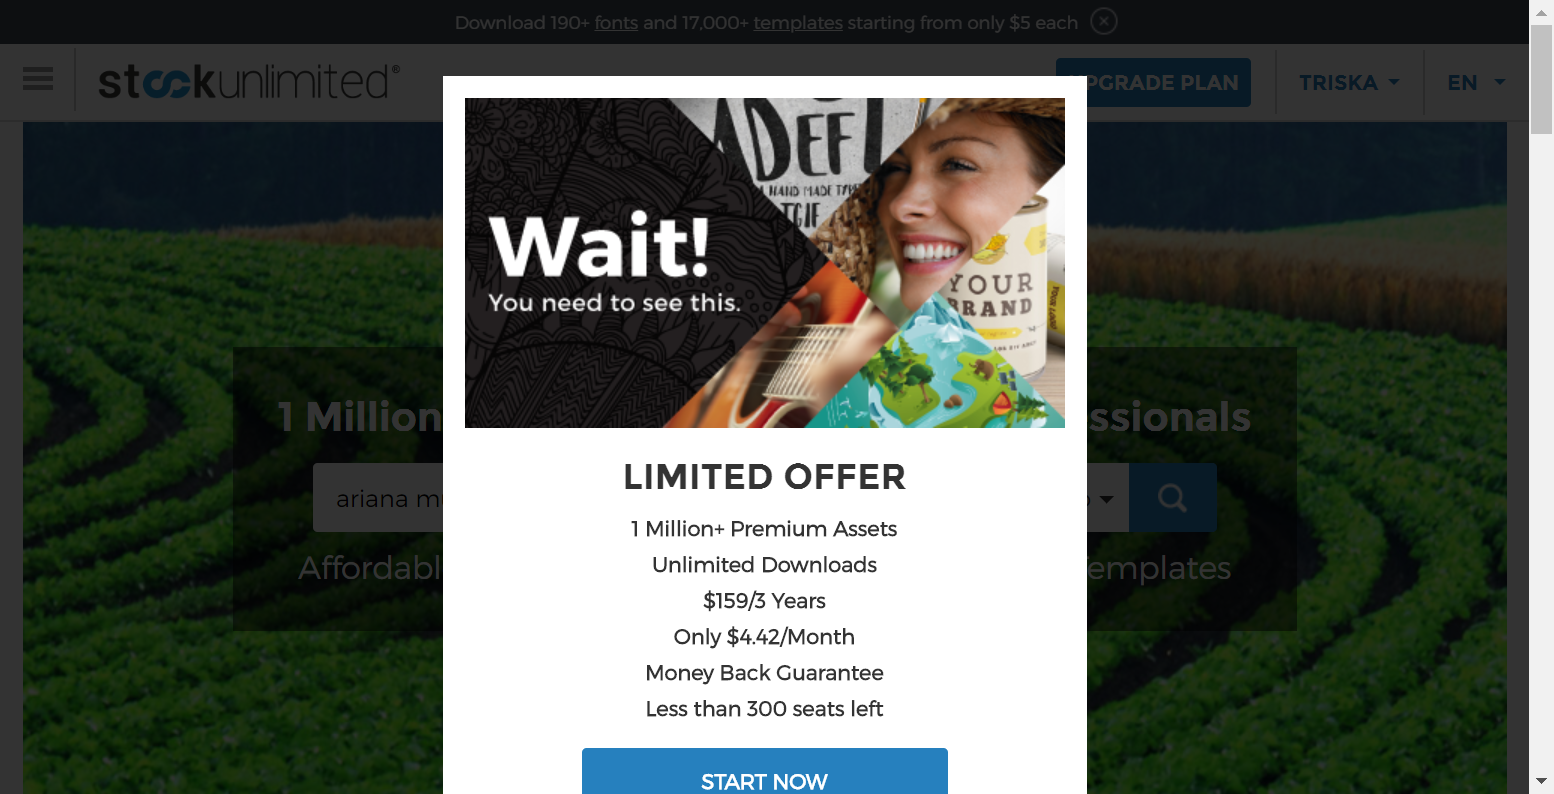 Download 190+ fonts and 17,000+ templates starting from only $5 each
stockunlimited®
UPGRADE PLAN
TRISKA
EN
ADEF
A HAND MADE TYPE
TGIF
Wait!
You need to see this.
YOUR
BRAND
1 Million
ssionals
ariana m
Affordabl
emplates
LIMITED OFFER
1 Million+ Premium Assets
Unlimited Downloads
$159/3 Years
Only $4.42/Month
Money Back Guarantee
Less than 300 seats left
START NOW